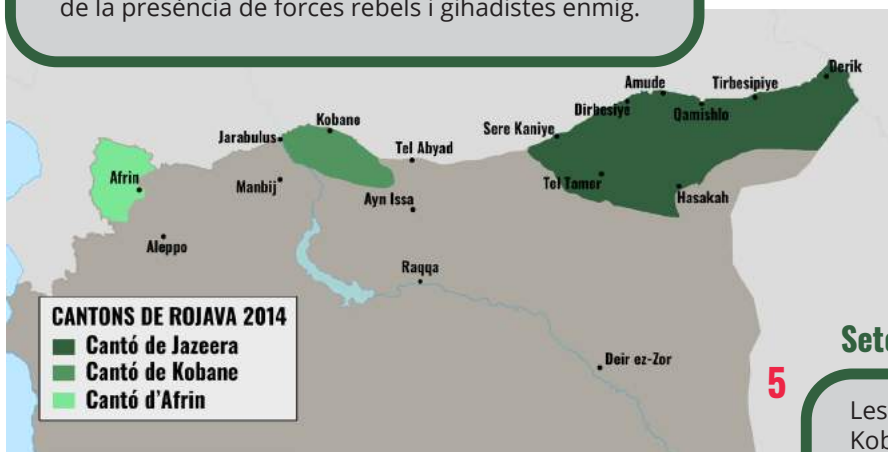 de la presència de forces rebels i gihadistes enmig.
Derik
Amude
Tirbesipiye
Dirbesiye
Qamishlo
Kobane
Sere Kaniye
Jarabulus
Tel Abyad
Afrin
Manbij
Tel Tamer
Ayn Issa
Hasakah
Aleppo
Raqqa
CANTONS DE ROJAVA 2014
Cantó de Jazeera
Cantó de Kobane
Cantó d'Afrin
Deir ez-Zor
5
Les